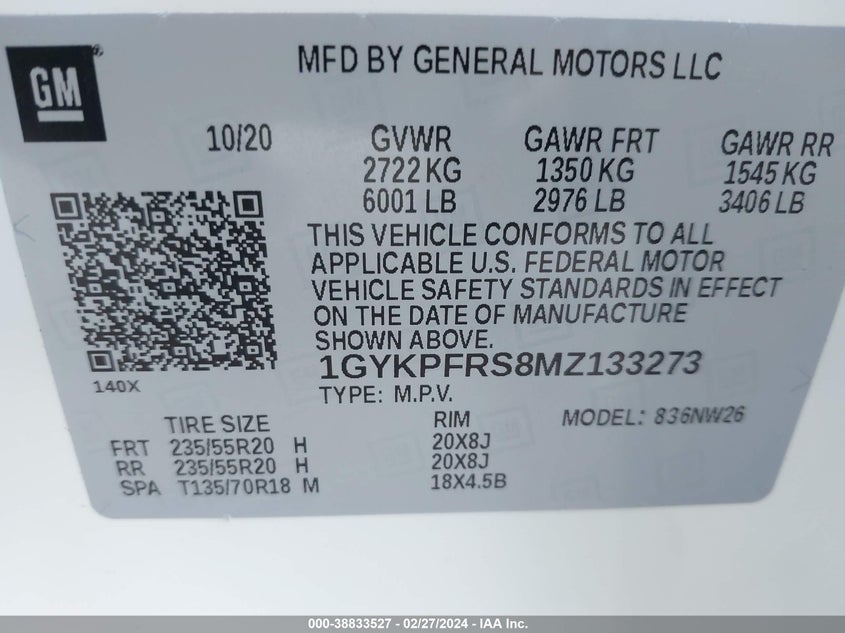 GM
MFD BY GENERAL MOTORS LLC
10/20 GVWR GAWR FRT GAWR RR
2722 KG 1350 KG 1545 KG
6001 LB 2976 LB 3406 LB
THIS VEHICLE CONFORMS TO ALL
APPLICABLE U.S. FEDERAL MOTOR
VEHICLE SAFETY STANDARDS IN EFFECT
ON THE DATE OF MANUFACTURE
SHOWN ABOVE.
1GYKPFRS8MZ133273
140X
TYPE: M.P.V.
TIRE SIZE RIM MODEL: 836NW26
FRT 235/55R20 H 20X8J
RR 235/55R20 H 20X8J
SPA T135/70R18 M 18X4.5B
000-38833527 - 02/27/2024 - IAA Inc.